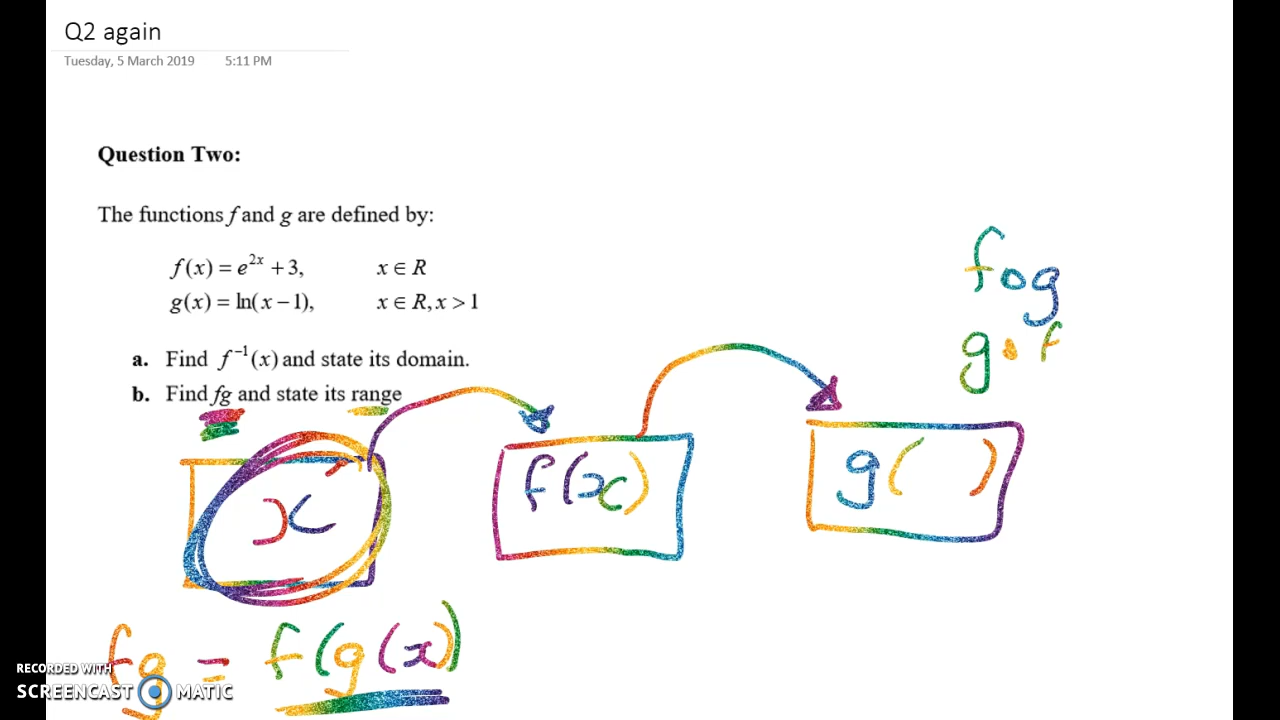 Q2 again
Tuesday, 5 March 2019 5:11 PM
Question Two:
The functions f and g are defined by:
f(x) = e^{2x} + 3, x ∈ R
g(x) = ln(x − 1), x ∈ R, x > 1
a. Find f⁻¹(x) and state its domain.
b. Find fg and state its range
fog
g∘f
x
f(x)
g( )
fg = f(g(x))
RECORDED WITH
SCREENCAST MATIC